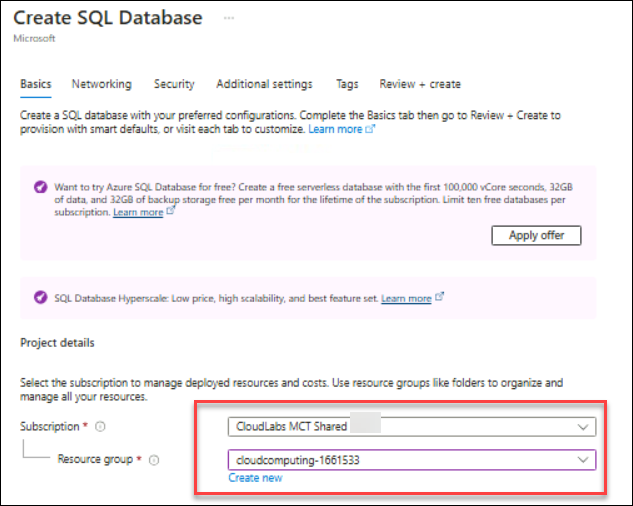 Create SQL Database ...
Microsoft
Basics Networking Security Additional settings Tags Review + create
Create a SQL database with your preferred configurations. Complete the Basics tab then go to Review + Create to
provision with smart defaults, or visit each tab to customize. Learn more
Want to try Azure SQL Database for free? Create a free serverless database with the first 100,000 vCore seconds, 32GB
of data, and 32GB of backup storage free per month for the lifetime of the subscription. Limit ten free databases per
subscription. Learn more
Apply offer
SQL Database Hyperscale: Low price, high scalability, and best feature set. Learn more
Project details
Select the subscription to manage deployed resources and costs. Use resource groups like folders to organize and
manage all your resources.
Subscription *
CloudLabs MCT Shared
Resource group *
cloudcomputing-1661533
Create new